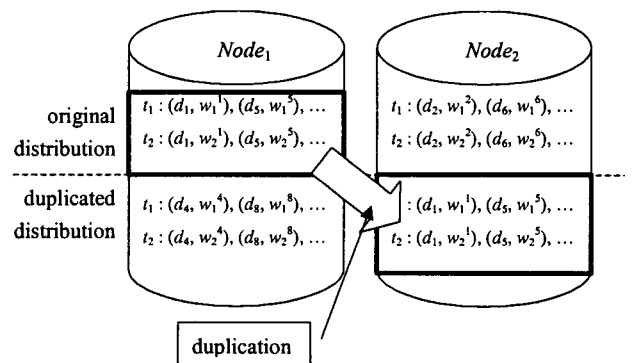 Node₁
Node₂
original
distribution
t₁ : (d₁, w₁¹), (d₅, w₁⁵), …
t₂ : (d₁, w₂¹), (d₅, w₂⁵), …
t₁ : (d₂, w₁²), (d₆, w₁⁶), …
t₂ : (d₂, w₂²), (d₆, w₂⁶), …
duplicated
distribution
t₁ : (d₄, w₁⁴), (d₈, w₁⁸), …
t₂ : (d₄, w₂⁴), (d₈, w₂⁸), …
: (d₁, w₁¹), (d₅, w₁⁵), …
t₂ : (d₁, w₂¹), (d₅, w₂⁵), …
duplication